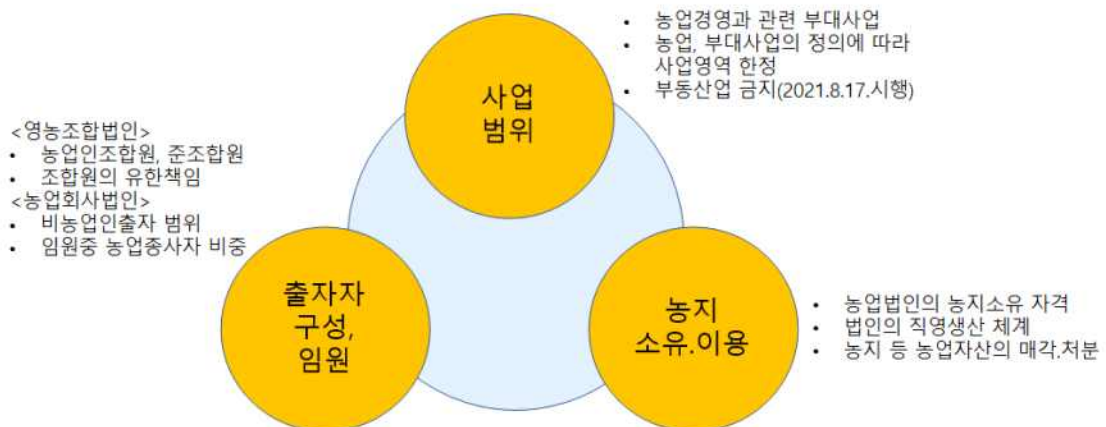 • 농업경영과 관련 부대사업
• 농업, 부대사업의 정의에 따라
사업영역 한정
• 부동산업 금지(2021.8.17.시행)
사업
범위
<영농조합법인>
• 농업인조합원, 준조합원
• 조합원의 유한책임
<농업회사법인>
• 비농업인출자 범위
• 임원중 농업종사자 비중
출자자
구성,
임원
농지
소유.이용
• 농업법인의 농지소유 자격
• 법인의 직영생산 체계
• 농지 등 농업자산의 매각.처분